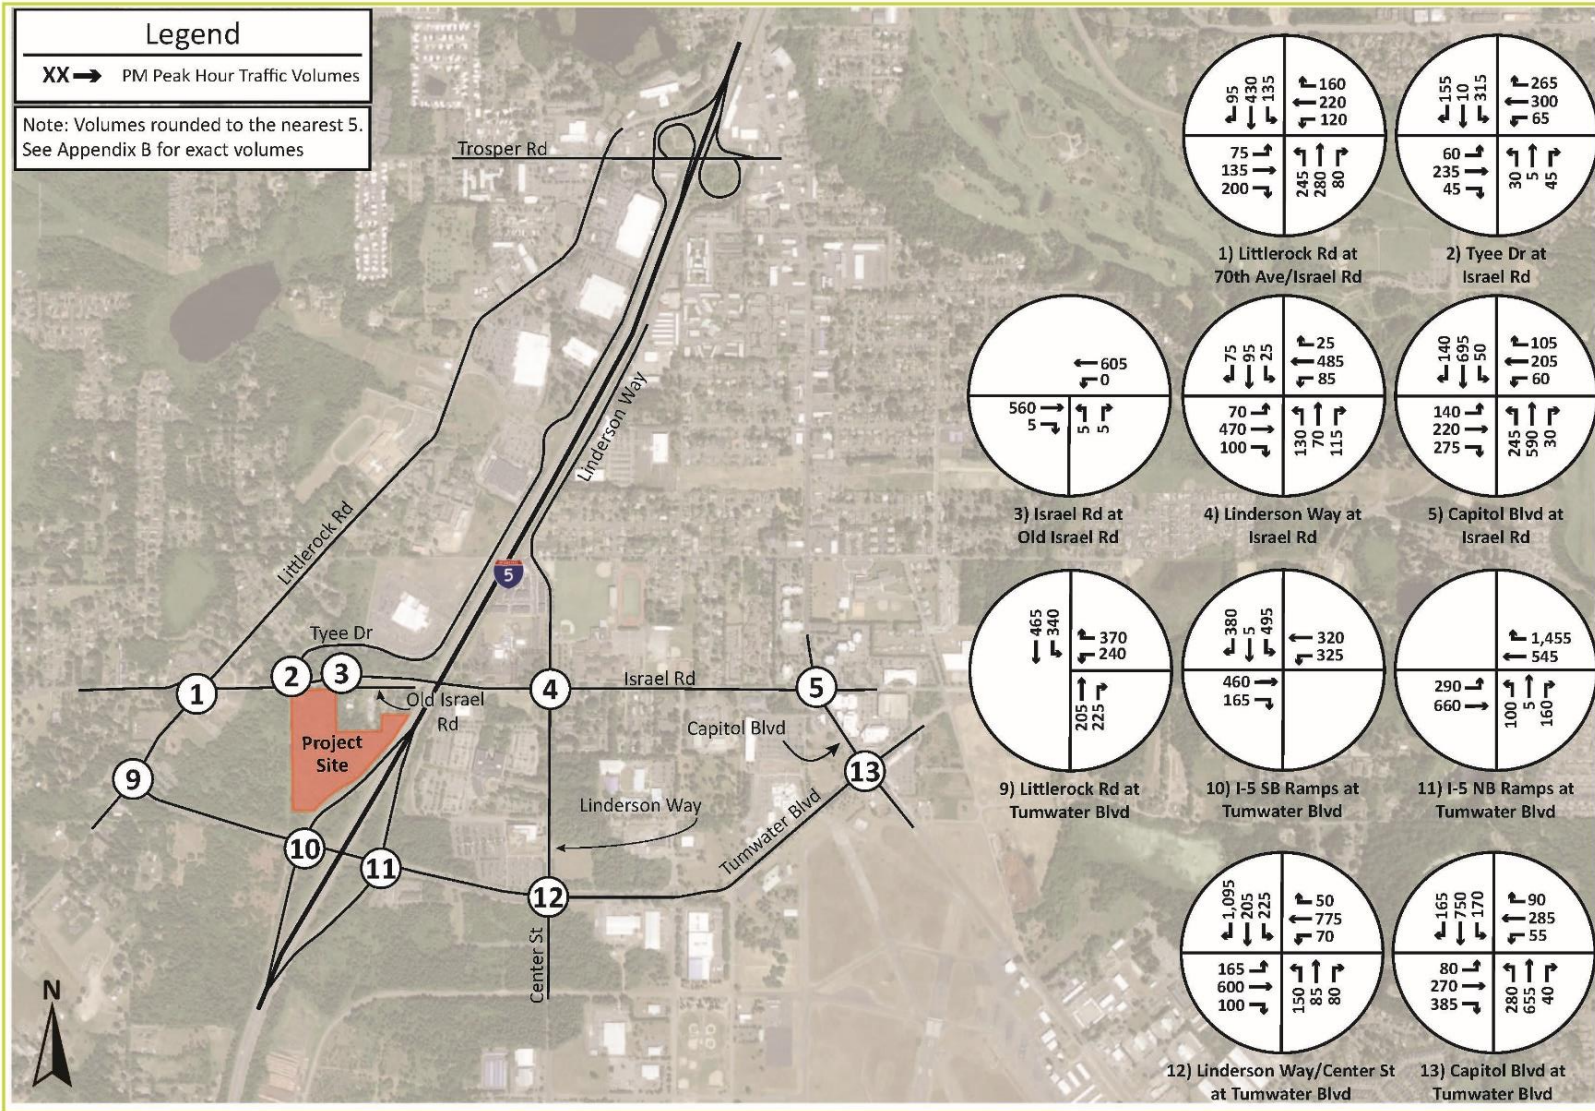 Legend
XX PM Peak Hour Traffic Volumes
Note: Volumes rounded to the nearest 5.
See Appendix B for exact volumes
Trosper Rd
Linderson Way
Littlerock Rd
5
Tyee Dr
Old Israel
Rd
Israel Rd
Capitol Blvd
Project
Site
Linderson Way
Tumwater Blvd
Center St
1
2
3
4
5
9
10
11
12
13
N
95 430 135
160
220
120
75
135
200
245 280 80
1) Littlerock Rd at
70th Ave/Israel Rd
155 10 315
265
300
65
60
235
45
30 5 45
2) Tyee Dr at
Israel Rd
605
0
560
5
5 5
3) Israel Rd at
Old Israel Rd
75 95 25
25
485
85
70
470
100
130 70 115
4) Linderson Way at
Israel Rd
140 695 50
105
205
60
140
220
275
245 590 30
5) Capitol Blvd at
Israel Rd
465 340
370
240
205 225
9) Littlerock Rd at
Tumwater Blvd
380 5 495
320
325
460
165
10) I-5 SB Ramps at
Tumwater Blvd
1,455
545
290
660
100 5 160
11) I-5 NB Ramps at
Tumwater Blvd
1,095 205 225
50
775
70
165
600
100
150 85 80
12) Linderson Way/Center St
at Tumwater Blvd
165 750 170
90
285
55
80
270
385
280 655 40
13) Capitol Blvd at
Tumwater Blvd